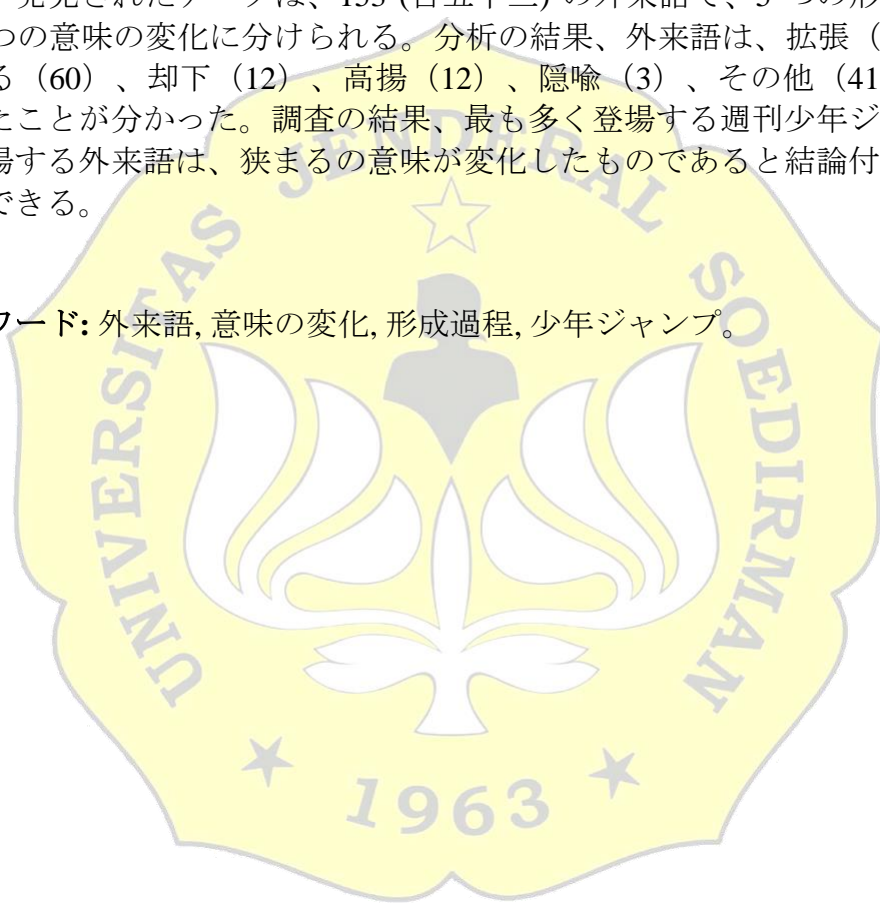 発見されたデータは、153 (百五十三) の外来語で、5 つの形
つの意味の変化に分けられる。分析の結果、外来語は、拡張（
る（60）、却下（12）、高揚（12）、隠喩（3）、その他（41
たことが分かった。調査の結果、最も多く登場する週刊少年ジ
場する外来語は、狭まるの意味が変化したものであると結論付
できる。
ワード: 外来語, 意味の変化, 形成過程, 少年ジャンプ。
UNIVERSITAS JENDERAL SOEDIRMAN
1963